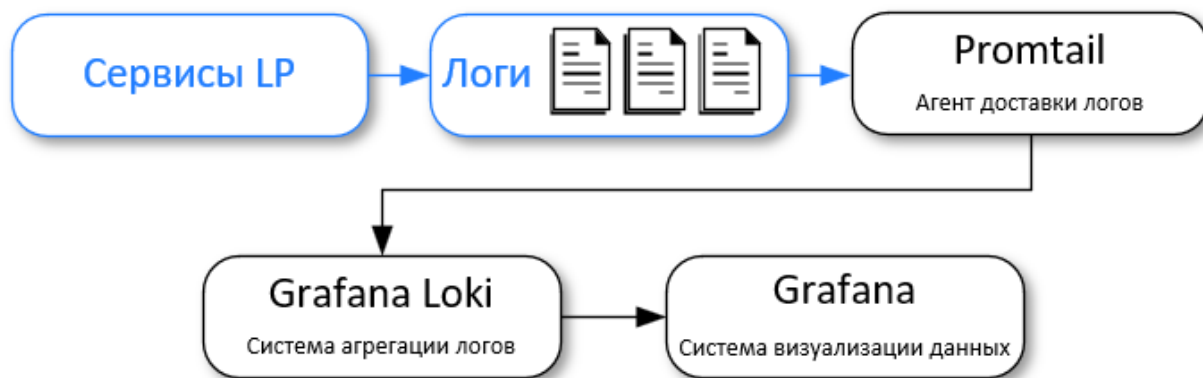 Сервисы LP
Логи
Promtail
Агент доставки логов
Grafana Loki
Система агрегации логов
Grafana
Система визуализации данных